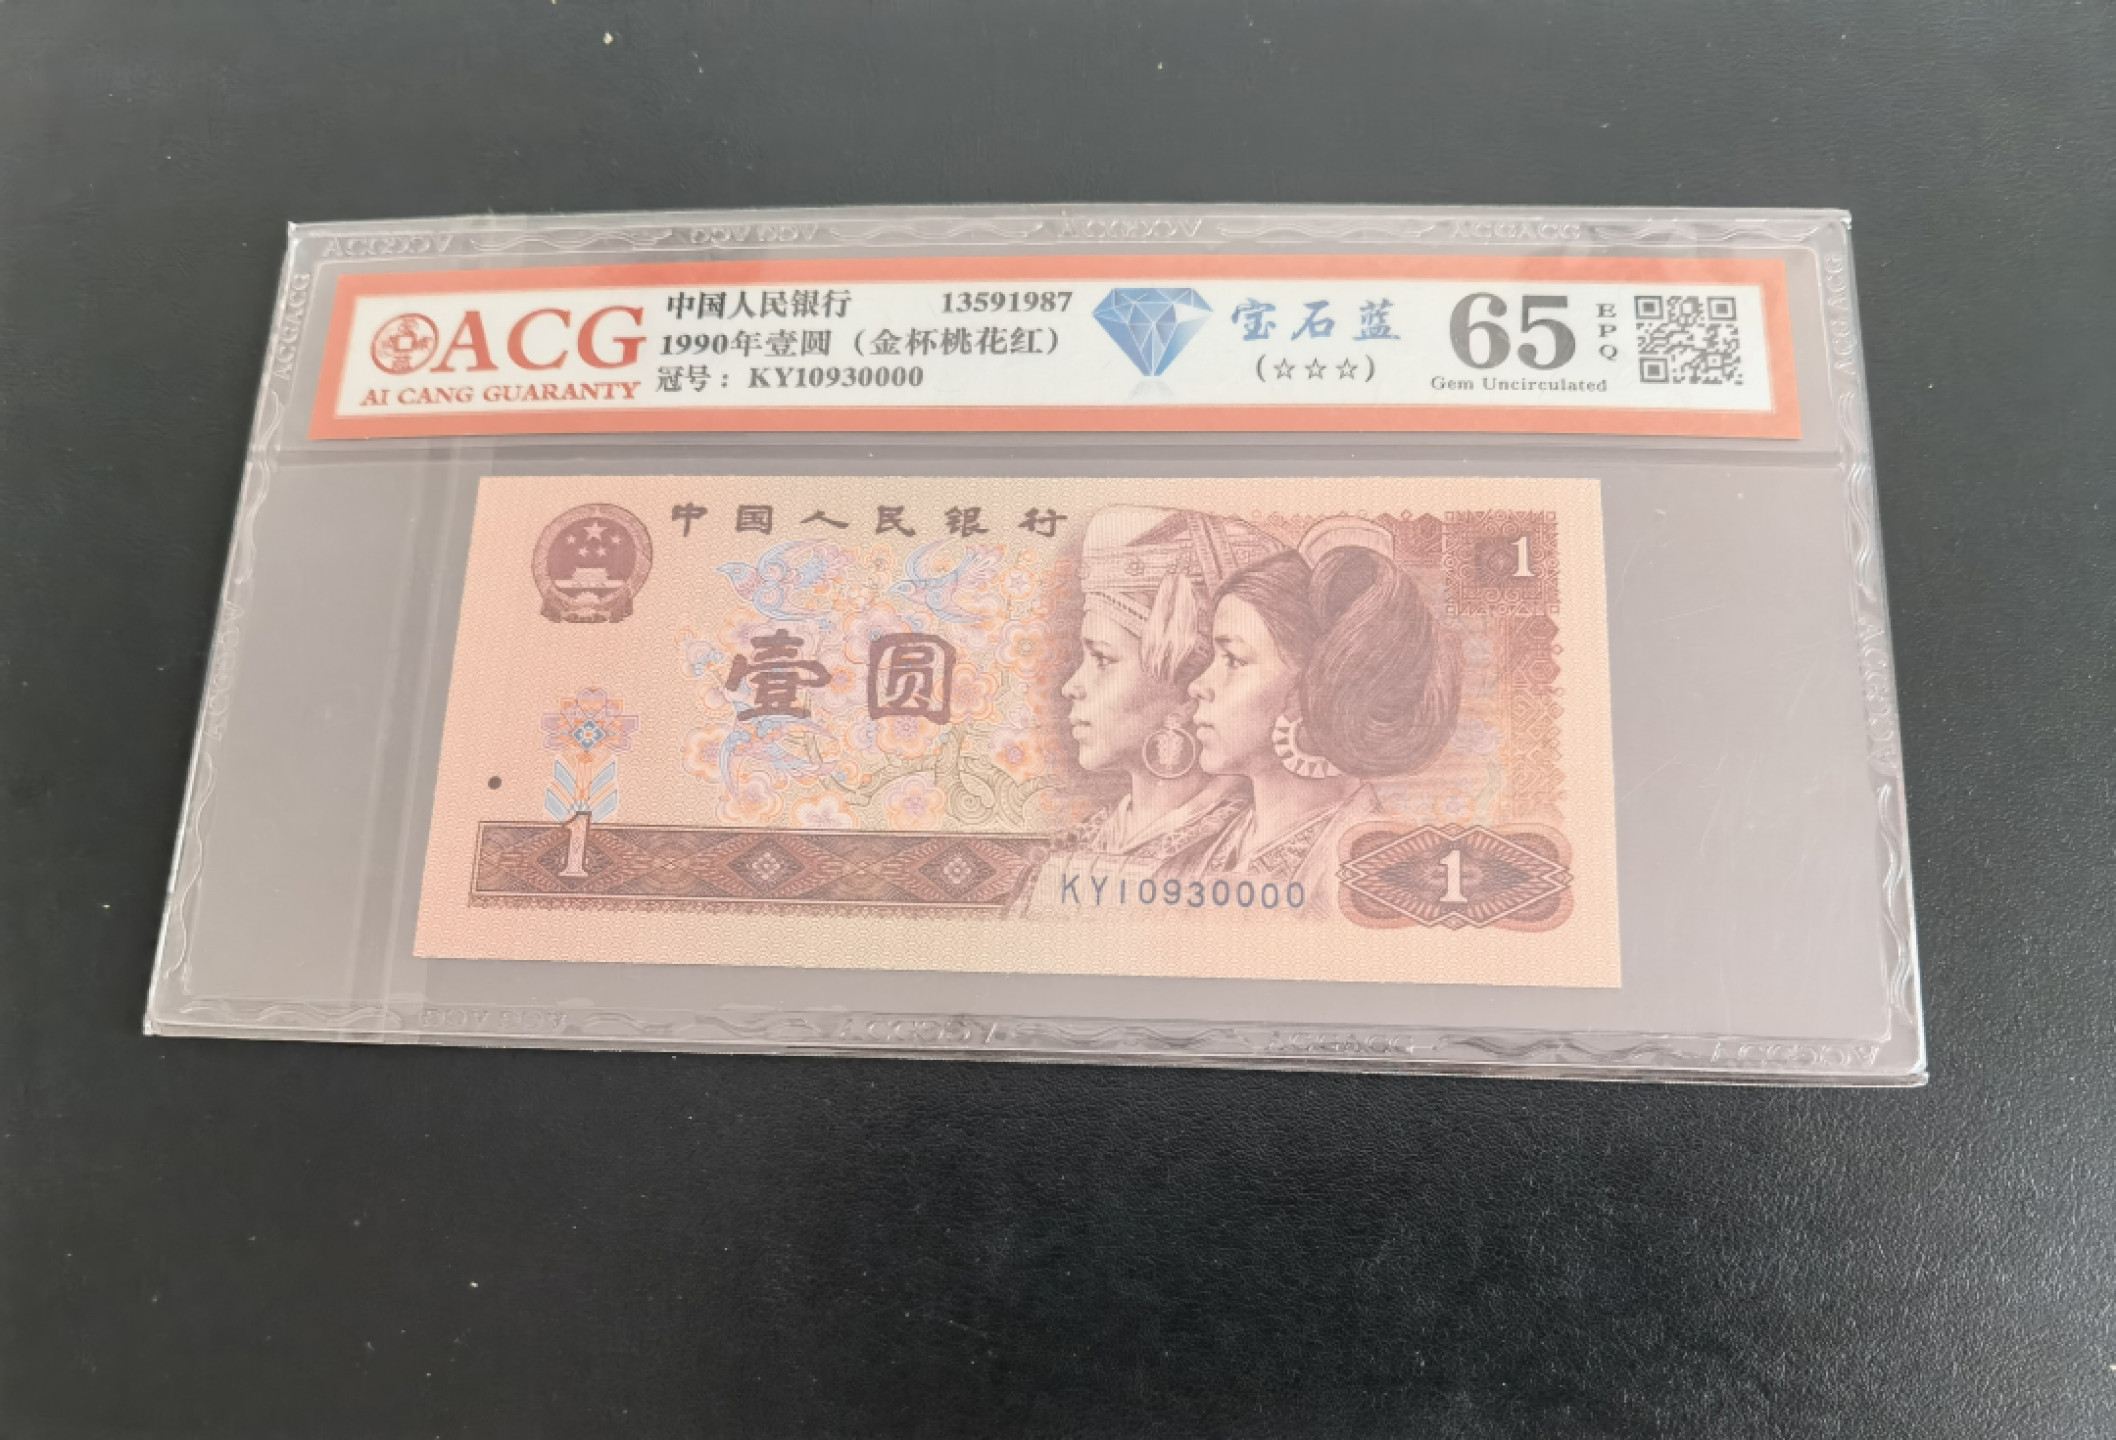 ACG
AI CANG GUARANTY
中国人民银行 13591987
1990年壹圆（金杯桃花红）
冠号：KY10930000
宝石蓝
(☆☆☆)
65
EPQ
Gem Uncirculated
中国人民银行
1
壹圆
1
KY10930000
1